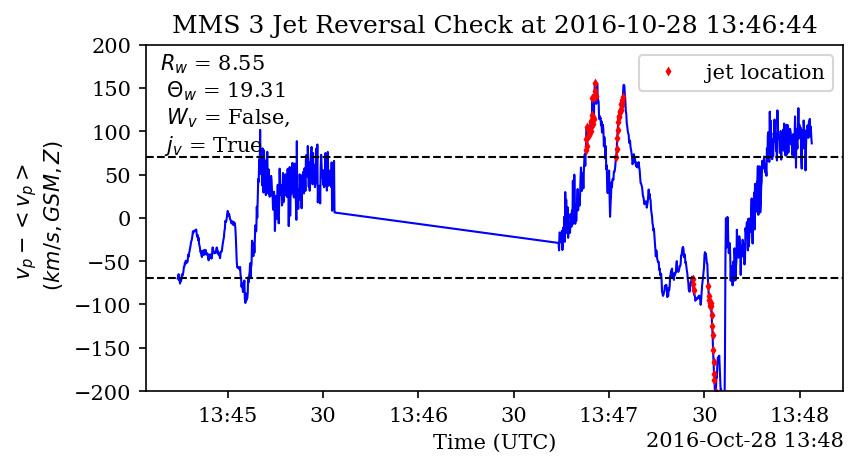 MMS 3 Jet Reversal Check at 2016-10-28 13:46:44
R_w = 8.55
Θ_w = 19.31
W_v = False,
j_v = True
jet location
v_p − < v_p >
(km/s, GSM, Z)
200
150
100
50
0
−50
−100
−150
−200
13:45
30
13:46
30
13:47
30
13:48
Time (UTC)
2016-Oct-28 13:48